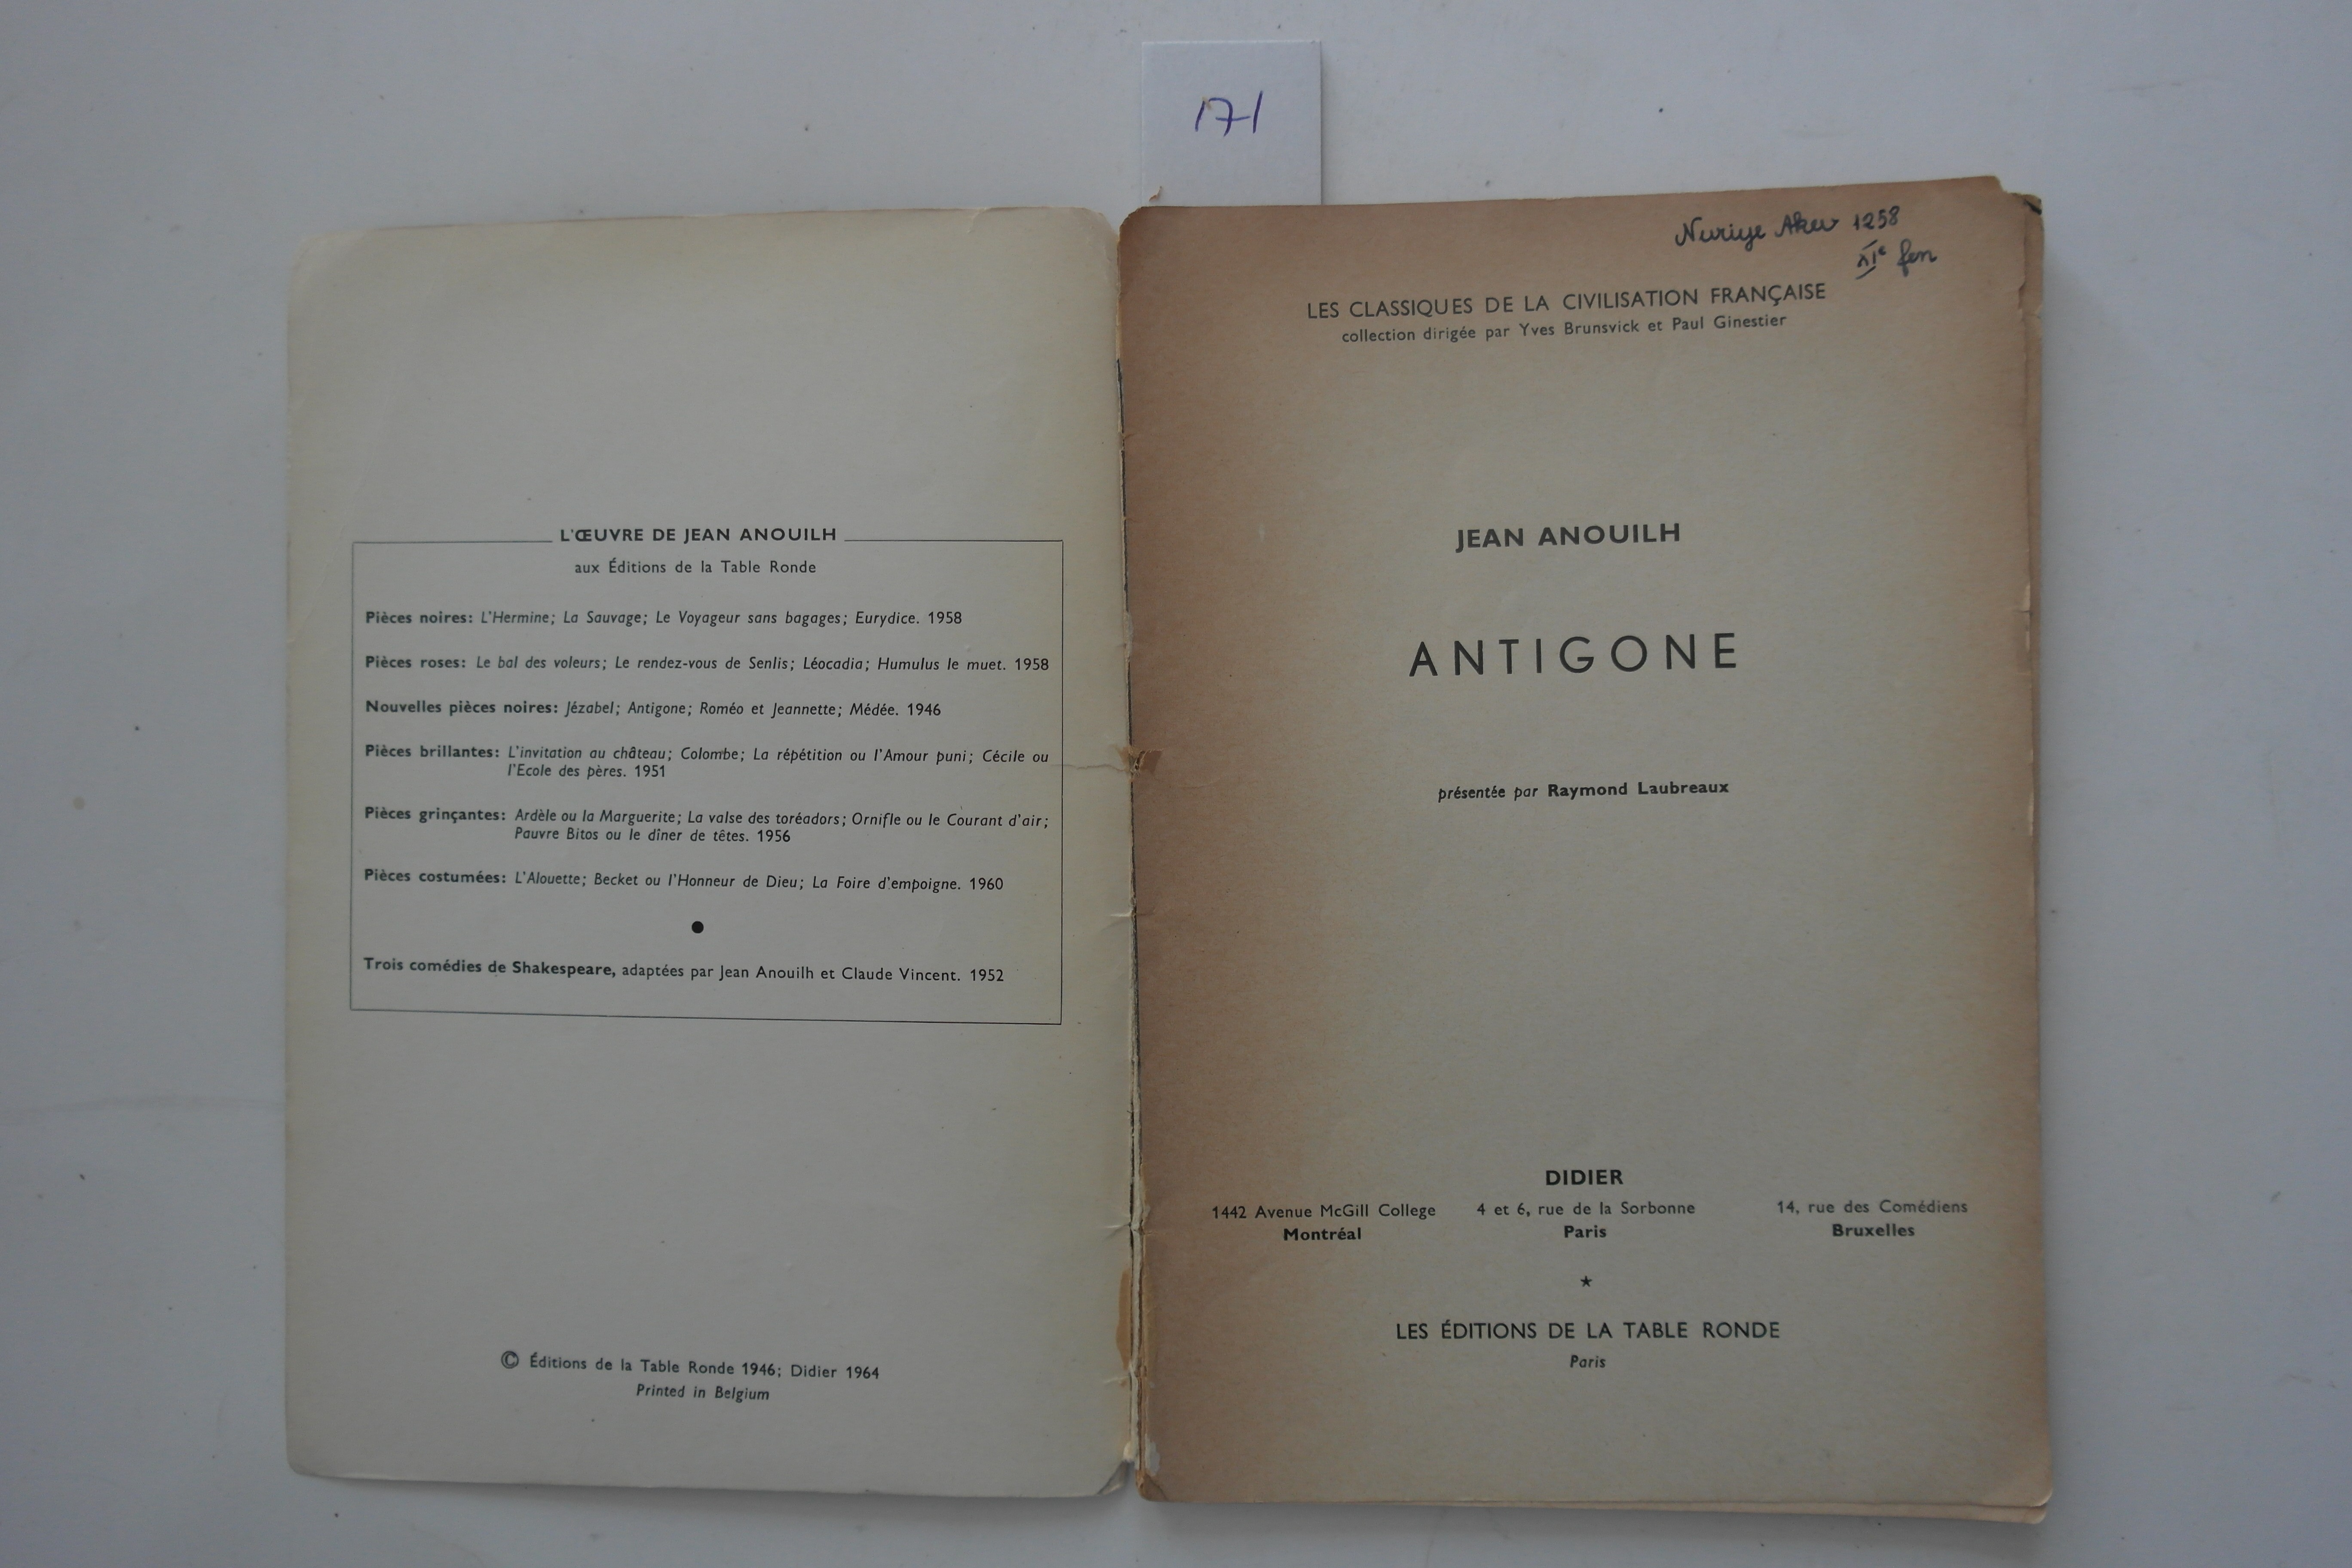 171
L'ŒUVRE DE JEAN ANOUILH
aux Éditions de la Table Ronde
Pièces noires: L'Hermine; La Sauvage; Le Voyageur sans bagages; Eurydice. 1958
Pièces roses: Le bal des voleurs; Le rendez-vous de Senlis; Léocadia; Humulus le muet. 1958
Nouvelles pièces noires: Jézabel; Antigone; Roméo et Jeannette; Médée. 1946
Pièces brillantes: L'invitation au château; Colombe; La répétition ou l'Amour puni; Cécile ou
l'Ecole des pères. 1951
Pièces grinçantes: Ardèle ou la Marguerite; La valse des toréadors; Ornifle ou le Courant d'air;
Pauvre Bitos ou le dîner de têtes. 1956
Pièces costumées: L'Alouette; Becket ou l'Honneur de Dieu; La Foire d'empoigne. 1960
●
Trois comédies de Shakespeare, adaptées par Jean Anouilh et Claude Vincent. 1952
© Éditions de la Table Ronde 1946; Didier 1964
Printed in Belgium
Nuriye 1258
fen
LES CLASSIQUES DE LA CIVILISATION FRANÇAISE
collection dirigée par Yves Brunsvick et Paul Ginestier
JEAN ANOUILH
ANTIGONE
présentée par Raymond Laubreaux
DIDIER
1442 Avenue McGill College 4 et 6, rue de la Sorbonne 14, rue des Comédiens
Montréal Paris Bruxelles
★
LES ÉDITIONS DE LA TABLE RONDE
Paris